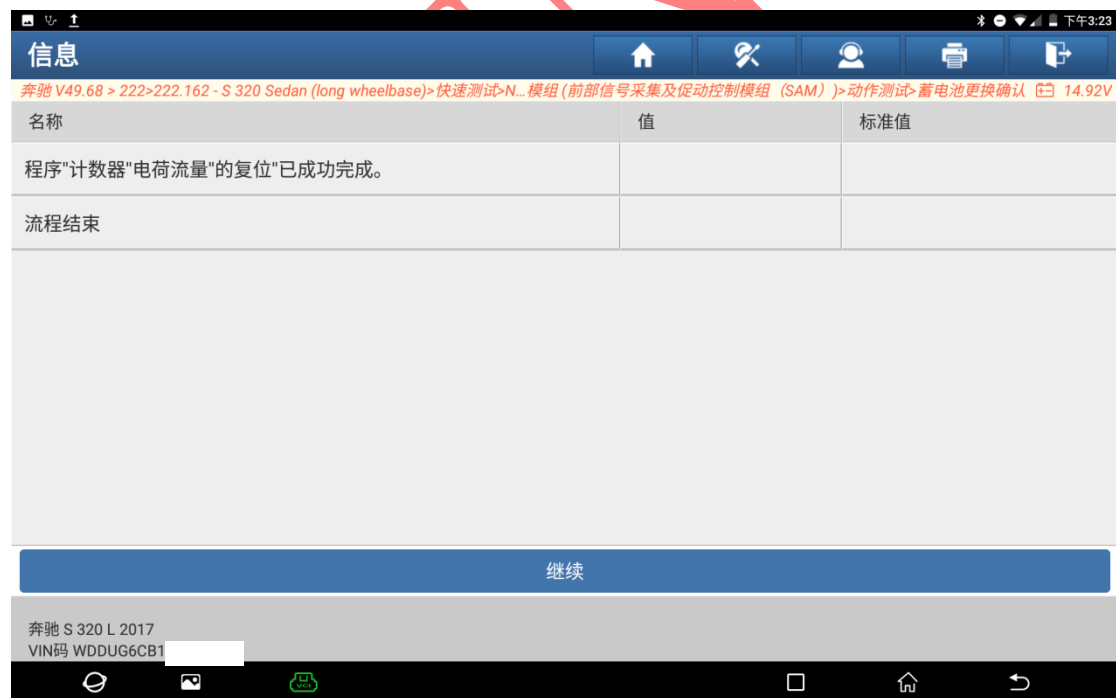 下午3:23
信息
奔驰 V49.68 > 222>222.162 - S 320 Sedan (long wheelbase)>快速测试>N...模组 (前部信号采集及促动控制模组（SAM）)>动作测试>蓄电池更换确认 14.92V
名称 值 标准值
程序"计数器"电荷流量"的复位"已成功完成。
流程结束
继续
奔驰 S 320 L 2017
VIN码 WDDUG6CB1
VCI